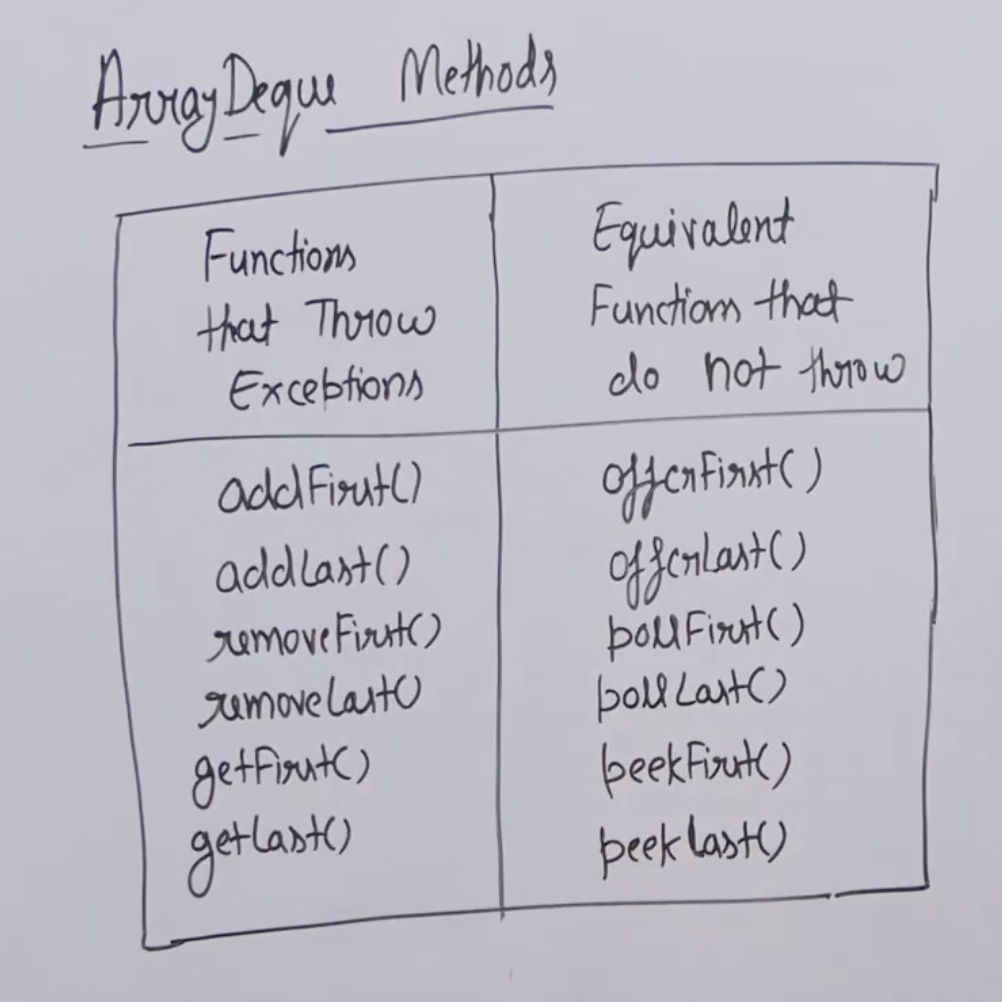 ArrayDeque Methods
Functions
that Throw
Exceptions
Equivalent
Functions that
do not throw
addFirst() offerFirst()
addLast() offerLast()
removeFirst() pollFirst()
removeLast() pollLast()
getFirst() peekFirst()
getLast() peekLast()